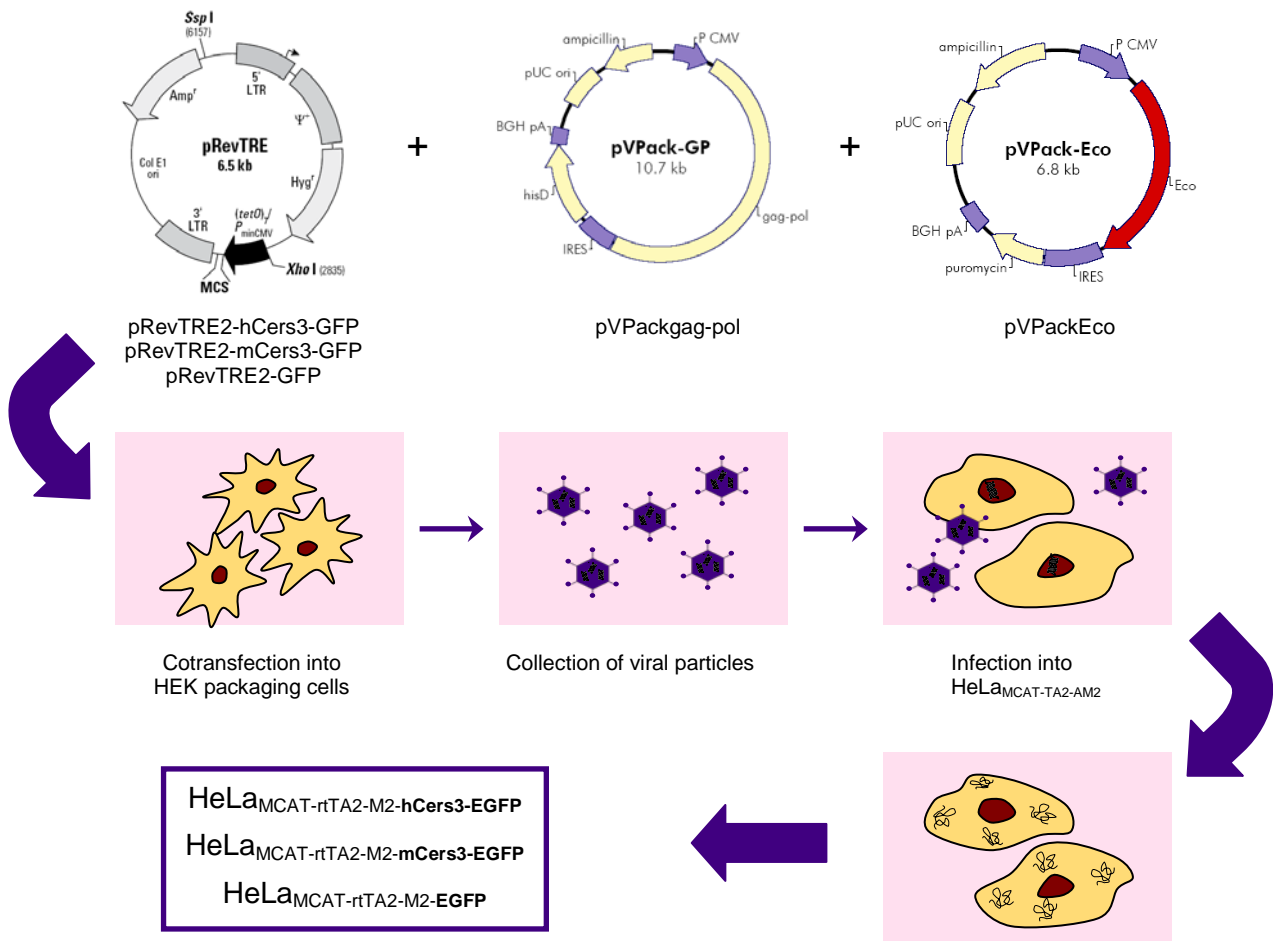 Ssp I
(6157)
5'
LTR
Ampr
Ψ+
pRevTRE
6.5 kb
Col E1
ori
Hygr
3'
LTR
(tetO)7/
PminCMV
Xho I (2835)
MCS
+
ampicillin
P CMV
pUC ori
BGH pA
pVPack-GP
10.7 kb
hisD
gag-pol
IRES
+
ampicillin
P CMV
pUC ori
pVPack-Eco
6.8 kb
Eco
BGH pA
puromycin
IRES
pRevTRE2-hCers3-GFP
pRevTRE2-mCers3-GFP
pRevTRE2-GFP
pVPackgag-pol
pVPackEco
Cotransfection into
HEK packaging cells
Collection of viral particles
Infection into
HeLaMCAT-TA2-AM2
HeLaMCAT-rtTA2-M2-hCers3-EGFP
HeLaMCAT-rtTA2-M2-mCers3-EGFP
HeLaMCAT-rtTA2-M2-EGFP